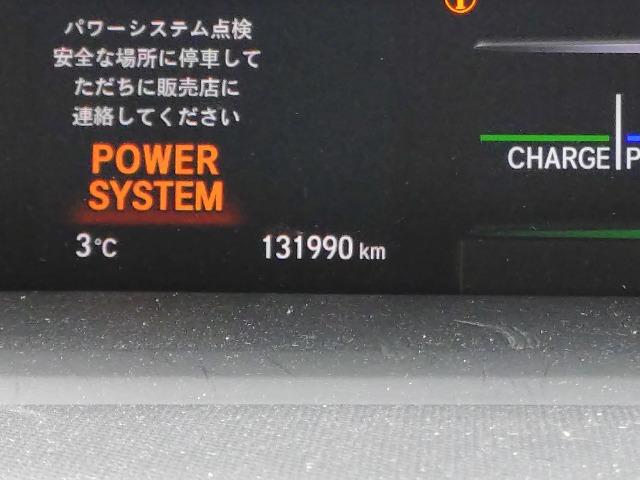 パワーシステム点検
安全な場所に停車して
ただちに販売店に
連絡してください
POWER
SYSTEM
CHARGE P
3°C 131990 km